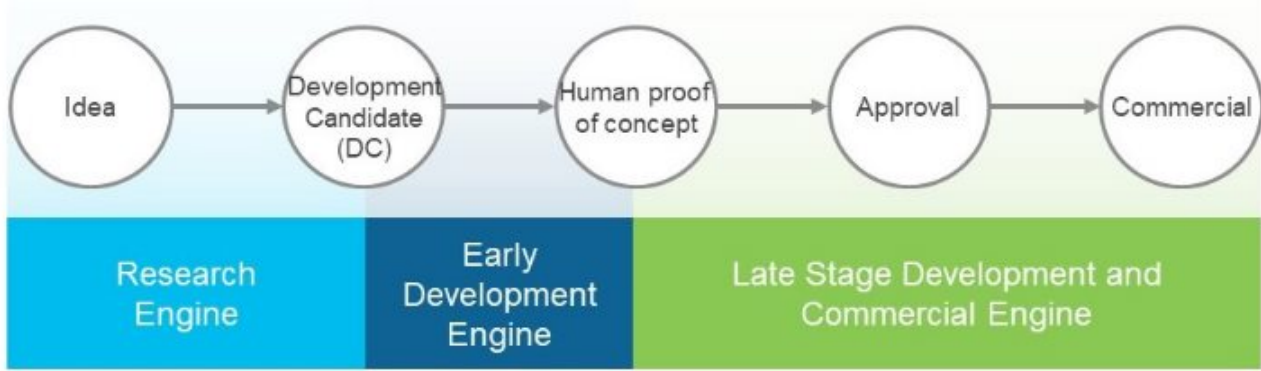 Idea
Development
Candidate
(DC)
Human proof
of concept
Approval
Commercial
Research
Engine
Early
Development
Engine
Late Stage Development and
Commercial Engine